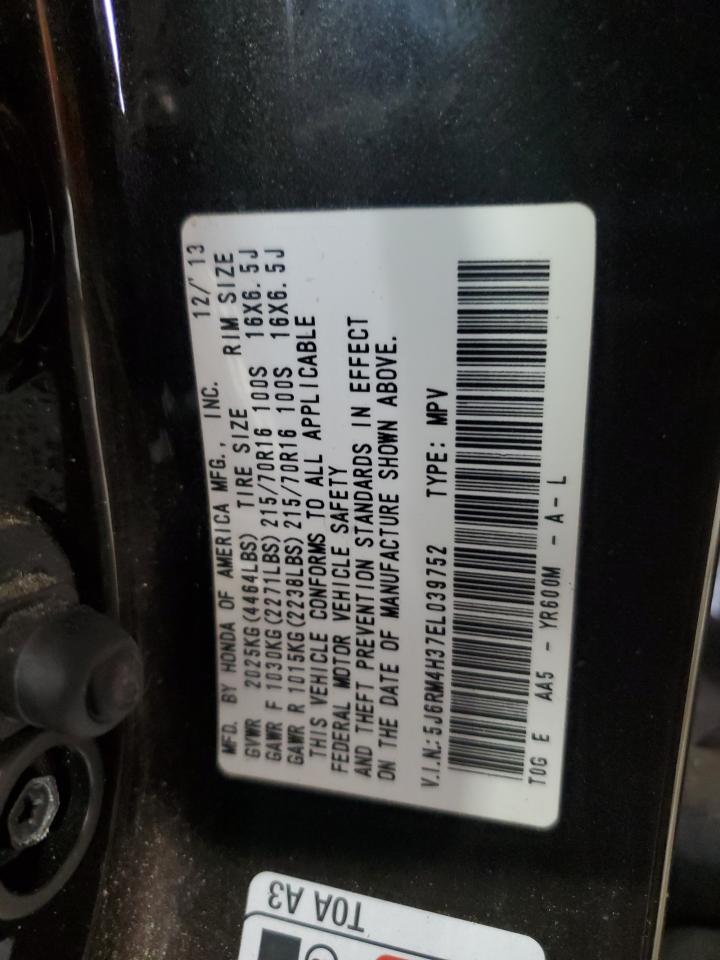 MFD. BY HONDA OF AMERICA MFG., INC. 12/'13
GVWR 2025KG(4464LBS) TIRE SIZE RIM SIZE
GAWR F 1030KG(2271LBS) 215/70R16 100S 16X6.5J
GAWR R 1015KG(2238LBS) 215/70R16 100S 16X6.5J
THIS VEHICLE CONFORMS TO ALL APPLICABLE
FEDERAL MOTOR VEHICLE SAFETY
AND THEFT PREVENTION STANDARDS IN EFFECT
ON THE DATE OF MANUFACTURE SHOWN ABOVE.
V.I.N.:5J6RM4H37EL039752 TYPE: MPV
T0G E AA5- YR600M -A-L
T0A A3